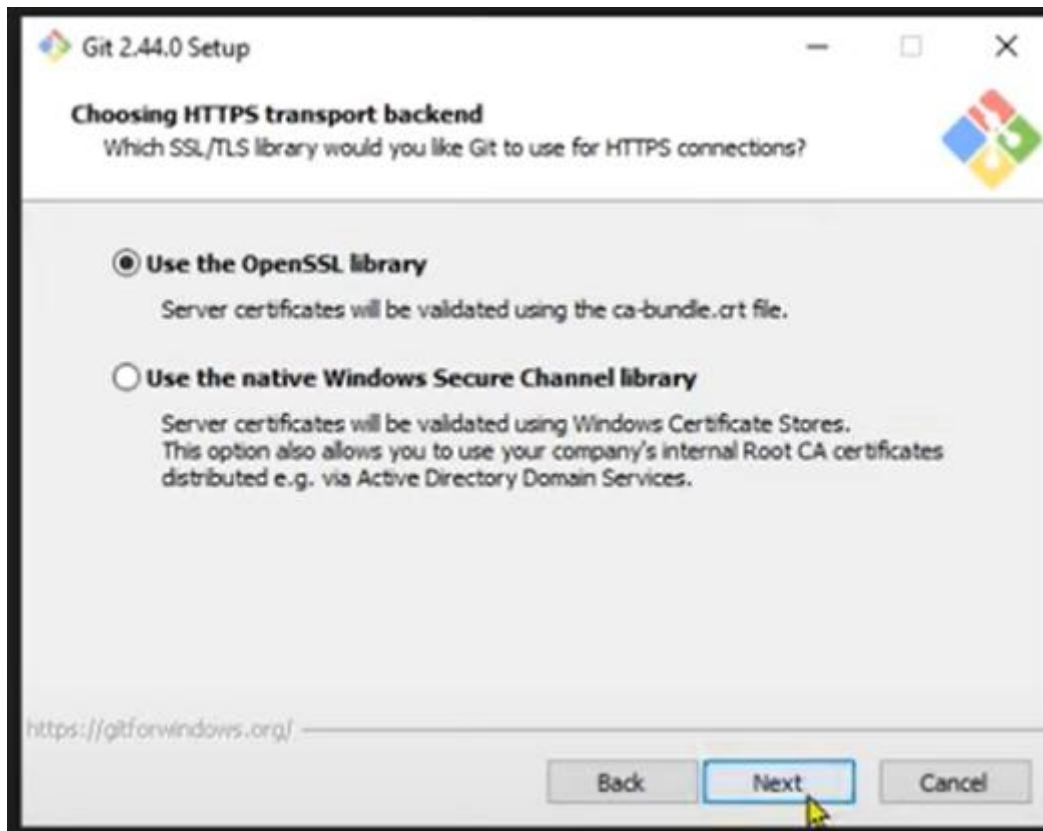 Git 2.44.0 Setup
Choosing HTTPS transport backend
Which SSL/TLS library would you like Git to use for HTTPS connections?
Use the OpenSSL library
Server certificates will be validated using the ca-bundle.crt file.
Use the native Windows Secure Channel library
Server certificates will be validated using Windows Certificate Stores.
This option also allows you to use your company's internal Root CA certificates
distributed e.g. via Active Directory Domain Services.
https://gitforwindows.org/
Back Next Cancel